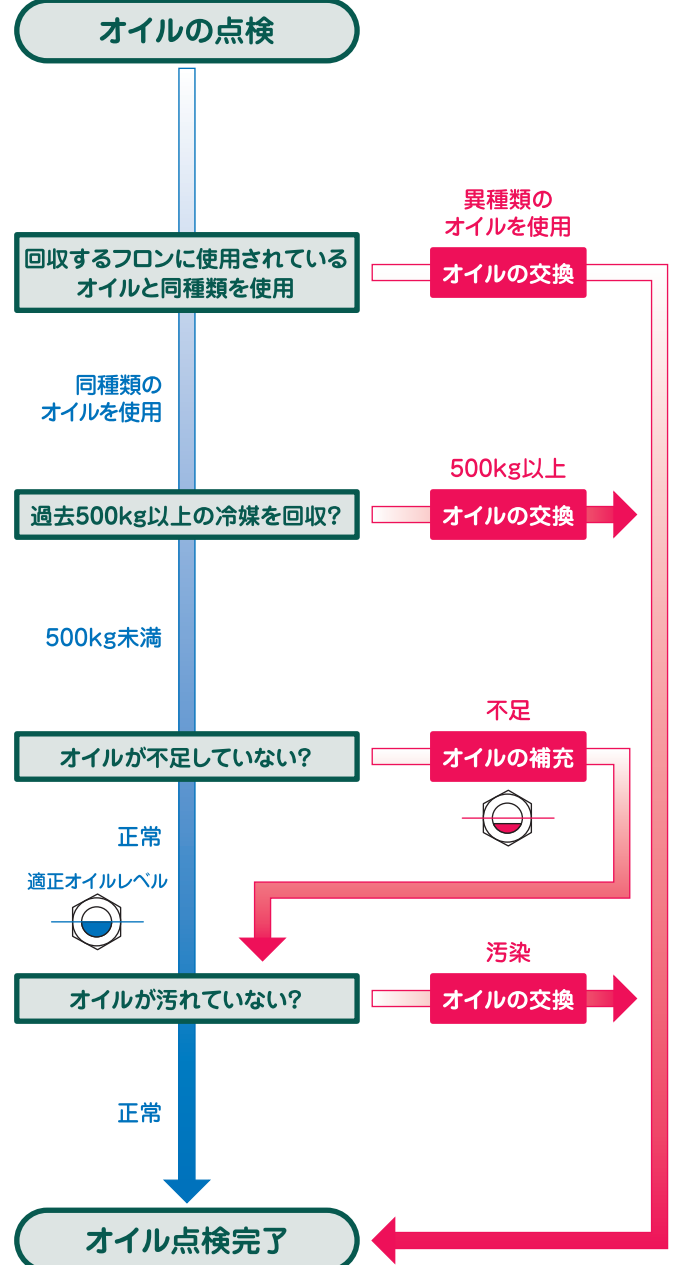 オイルの点検
異種類の
オイルを使用
回収するフロンに使用されている
オイルと同種類を使用
オイルの交換
同種類の
オイルを使用
500kg以上
過去500kg以上の冷媒を回収?
オイルの交換
500kg未満
不足
オイルが不足していない?
オイルの補充
正常
適正オイルレベル
汚染
オイルが汚れていない?
オイルの交換
正常
オイル点検完了